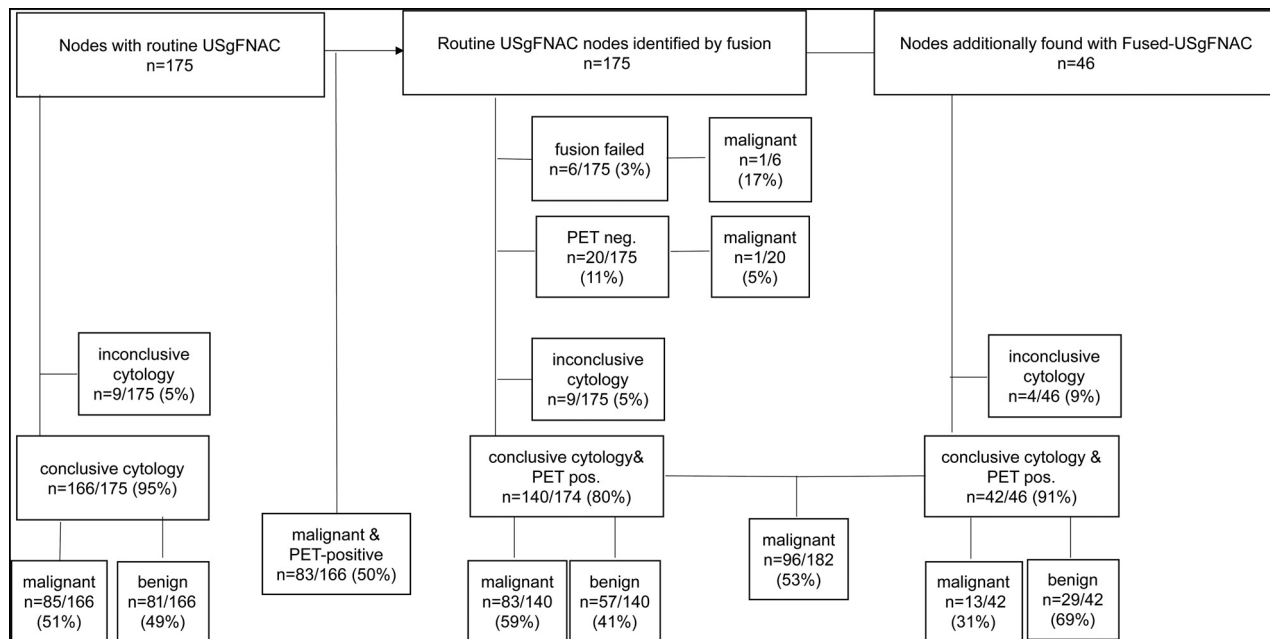 Nodes with routine USgFNAC
n=175
Routine USgFNAC nodes identified by fusion
n=175
Nodes additionally found with Fused-USgFNAC
n=46
fusion failed
n=6/175 (3%)
malignant
n=1/6
(17%)
PET neg.
n=20/175
(11%)
malignant
n=1/20
(5%)
inconclusive
cytology
n=9/175 (5%)
inconclusive
cytology
n=9/175 (5%)
inconclusive
cytology
n=4/46 (9%)
conclusive cytology
n=166/175 (95%)
conclusive cytology&
PET pos.
n=140/174 (80%)
conclusive cytology &
PET pos.
n=42/46 (91%)
malignant &
PET-positive
n=83/166 (50%)
malignant
n=96/182
(53%)
malignant
n=85/166
(51%)
benign
n=81/166
(49%)
malignant
n=83/140
(59%)
benign
n=57/140
(41%)
malignant
n=13/42
(31%)
benign
n=29/42
(69%)